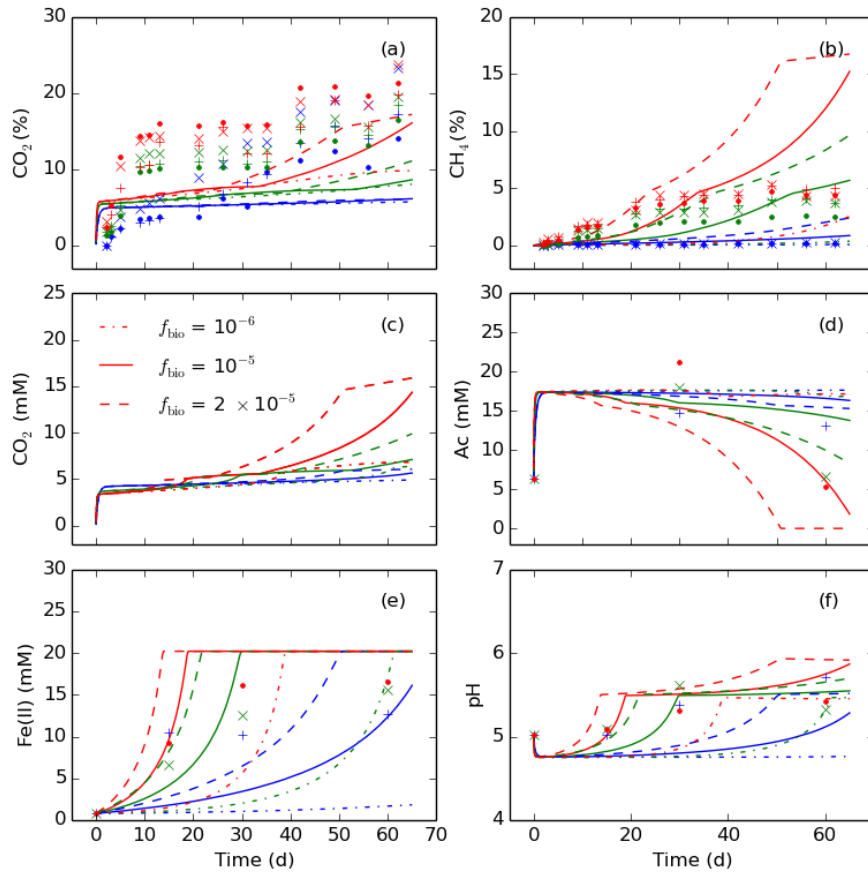 (a)
CO₂ (%)
30
25
20
15
10
5
0
(b)
CH₄ (%)
20
15
10
5
0
(c)
CO₂ (mM)
25
20
15
10
5
0
f_bio = 10⁻⁶
f_bio = 10⁻⁵
f_bio = 2 × 10⁻⁵
(d)
Ac (mM)
30
25
20
15
10
5
0
(e)
Fe(II) (mM)
30
25
20
15
10
5
0
0 10 20 30 40 50 60 70
Time (d)
(f)
pH
7
6
5
4
0 20 40 60
Time (d)